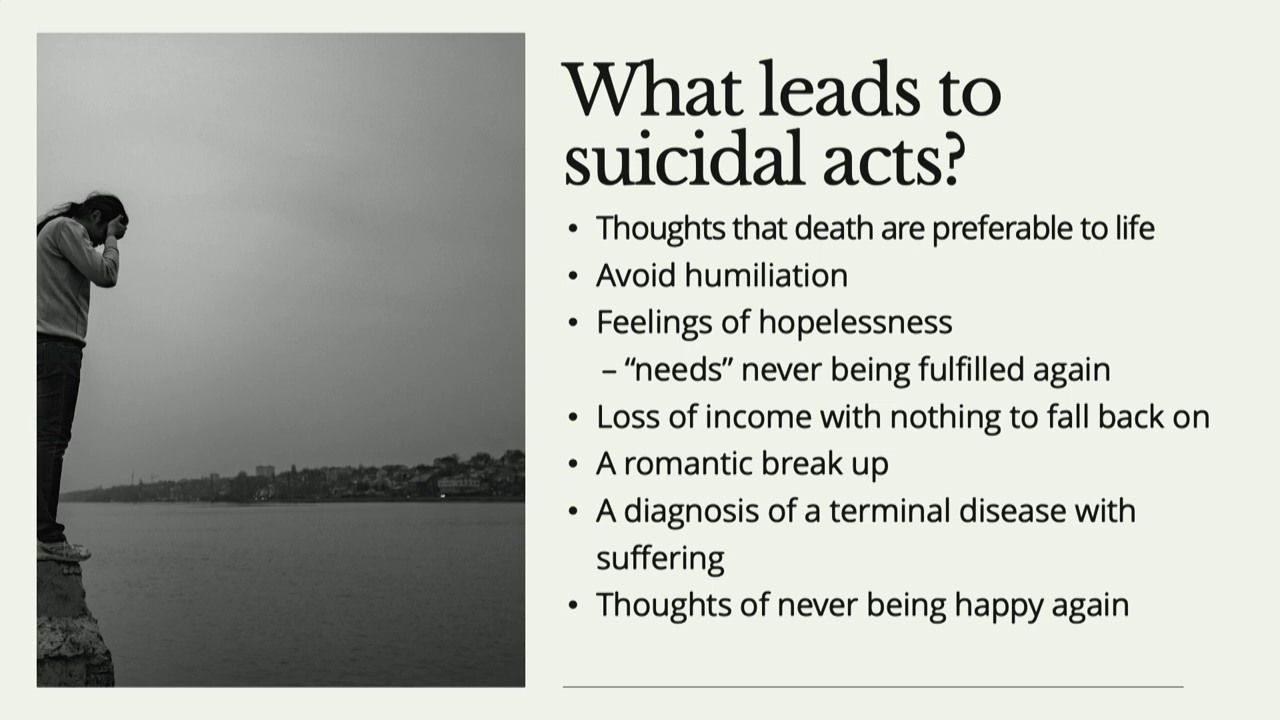 What leads to
suicidal acts?
• Thoughts that death are preferable to life
• Avoid humiliation
• Feelings of hopelessness
– “needs” never being fulfilled again
• Loss of income with nothing to fall back on
• A romantic break up
• A diagnosis of a terminal disease with
suffering
• Thoughts of never being happy again